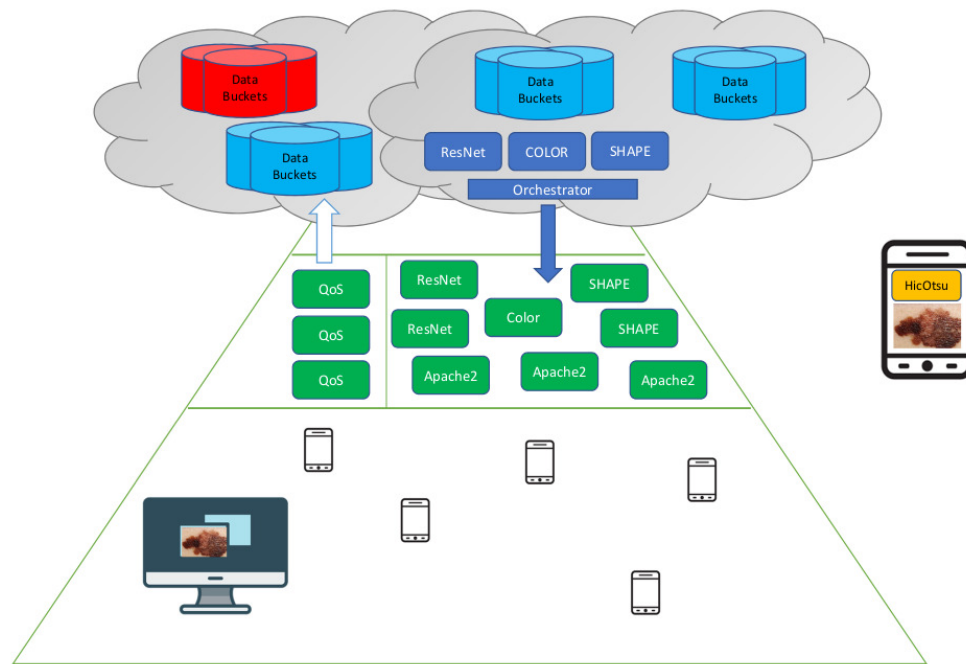 Data
Buckets
Data
Buckets
Data
Buckets
Data
Buckets
ResNet
COLOR
SHAPE
Orchestrator
QoS
QoS
QoS
ResNet
SHAPE
Color
ResNet
SHAPE
Apache2
Apache2
Apache2
HicOtsu